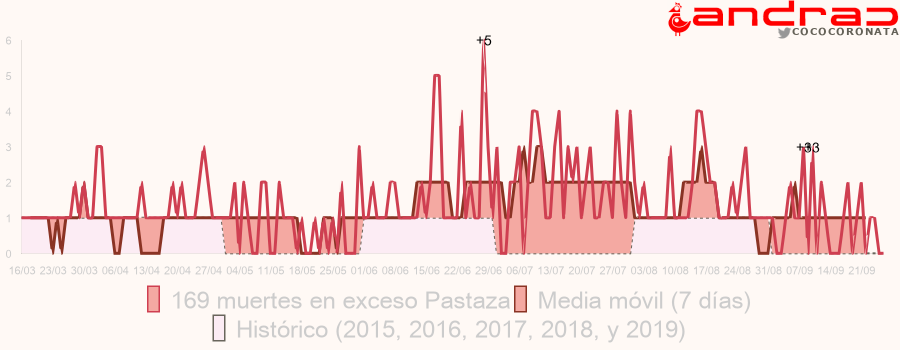 andrab
COCOCORONATA
6
+5
5
4
3
+3
+3
2
1
0
16/03 23/03 30/03 06/04 13/04 20/04 27/04 04/05 11/05 18/05 25/05 01/06 08/06 15/06 22/06 29/06 06/07 13/07 20/07 27/07 03/08 10/08 17/08 24/08 31/08 07/09 14/09 21/09
169 muertes en exceso Pastaza Media móvil (7 días)
Histórico (2015, 2016, 2017, 2018, y 2019)